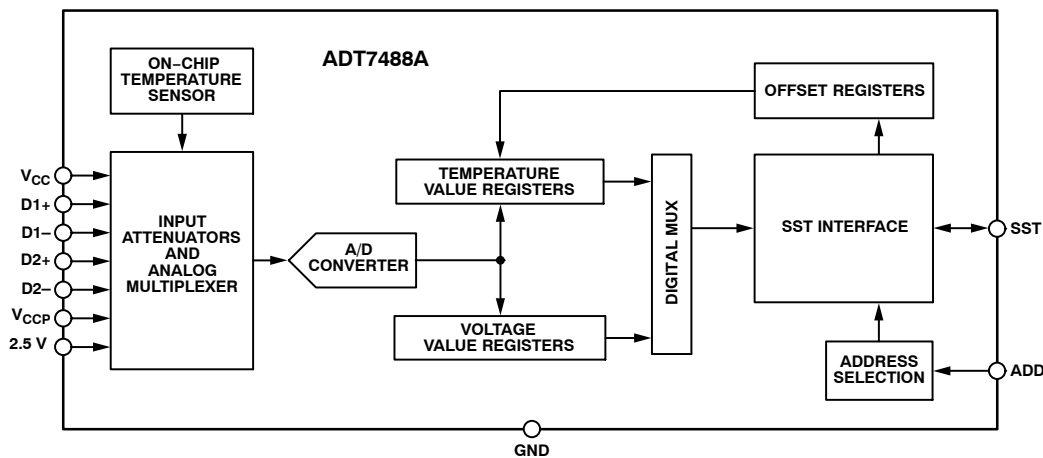 ADT7488A
ON–CHIP
TEMPERATURE
SENSOR
OFFSET REGISTERS
VCC
D1+
D1–
D2+
D2–
VCCP
2.5 V
INPUT
ATTENUATORS
AND
ANALOG
MULTIPLEXER
A/D
CONVERTER
TEMPERATURE
VALUE REGISTERS
VOLTAGE
VALUE REGISTERS
DIGITAL MUX
SST INTERFACE
SST
ADDRESS
SELECTION
ADD
GND